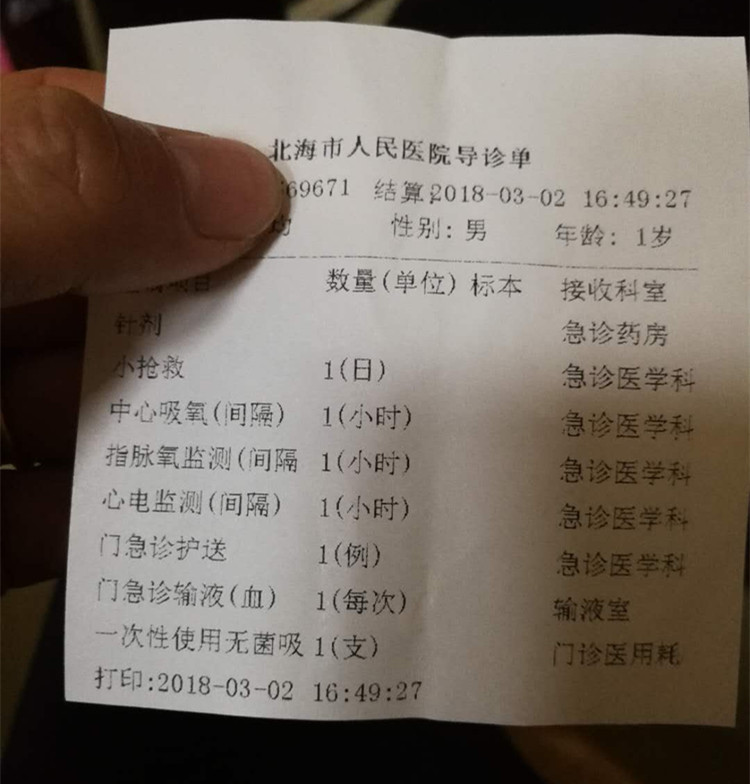 北海市人民医院导诊单
69671 结算:2018-03-02 16:49:27
性别: 男 年龄: 1岁
项目 数量(单位) 标本 接收科室
针剂 急诊药房
小抢救 1(日) 急诊医学科
中心吸氧(间隔) 1(小时) 急诊医学科
指脉氧监测(间隔 1(小时) 急诊医学科
心电监测(间隔) 1(小时) 急诊医学科
门急诊护送 1(例) 急诊医学科
门急诊输液(血) 1(每次) 输液室
一次性使用无菌吸 1(支) 门诊医用耗
打印:2018-03-02 16:49:27